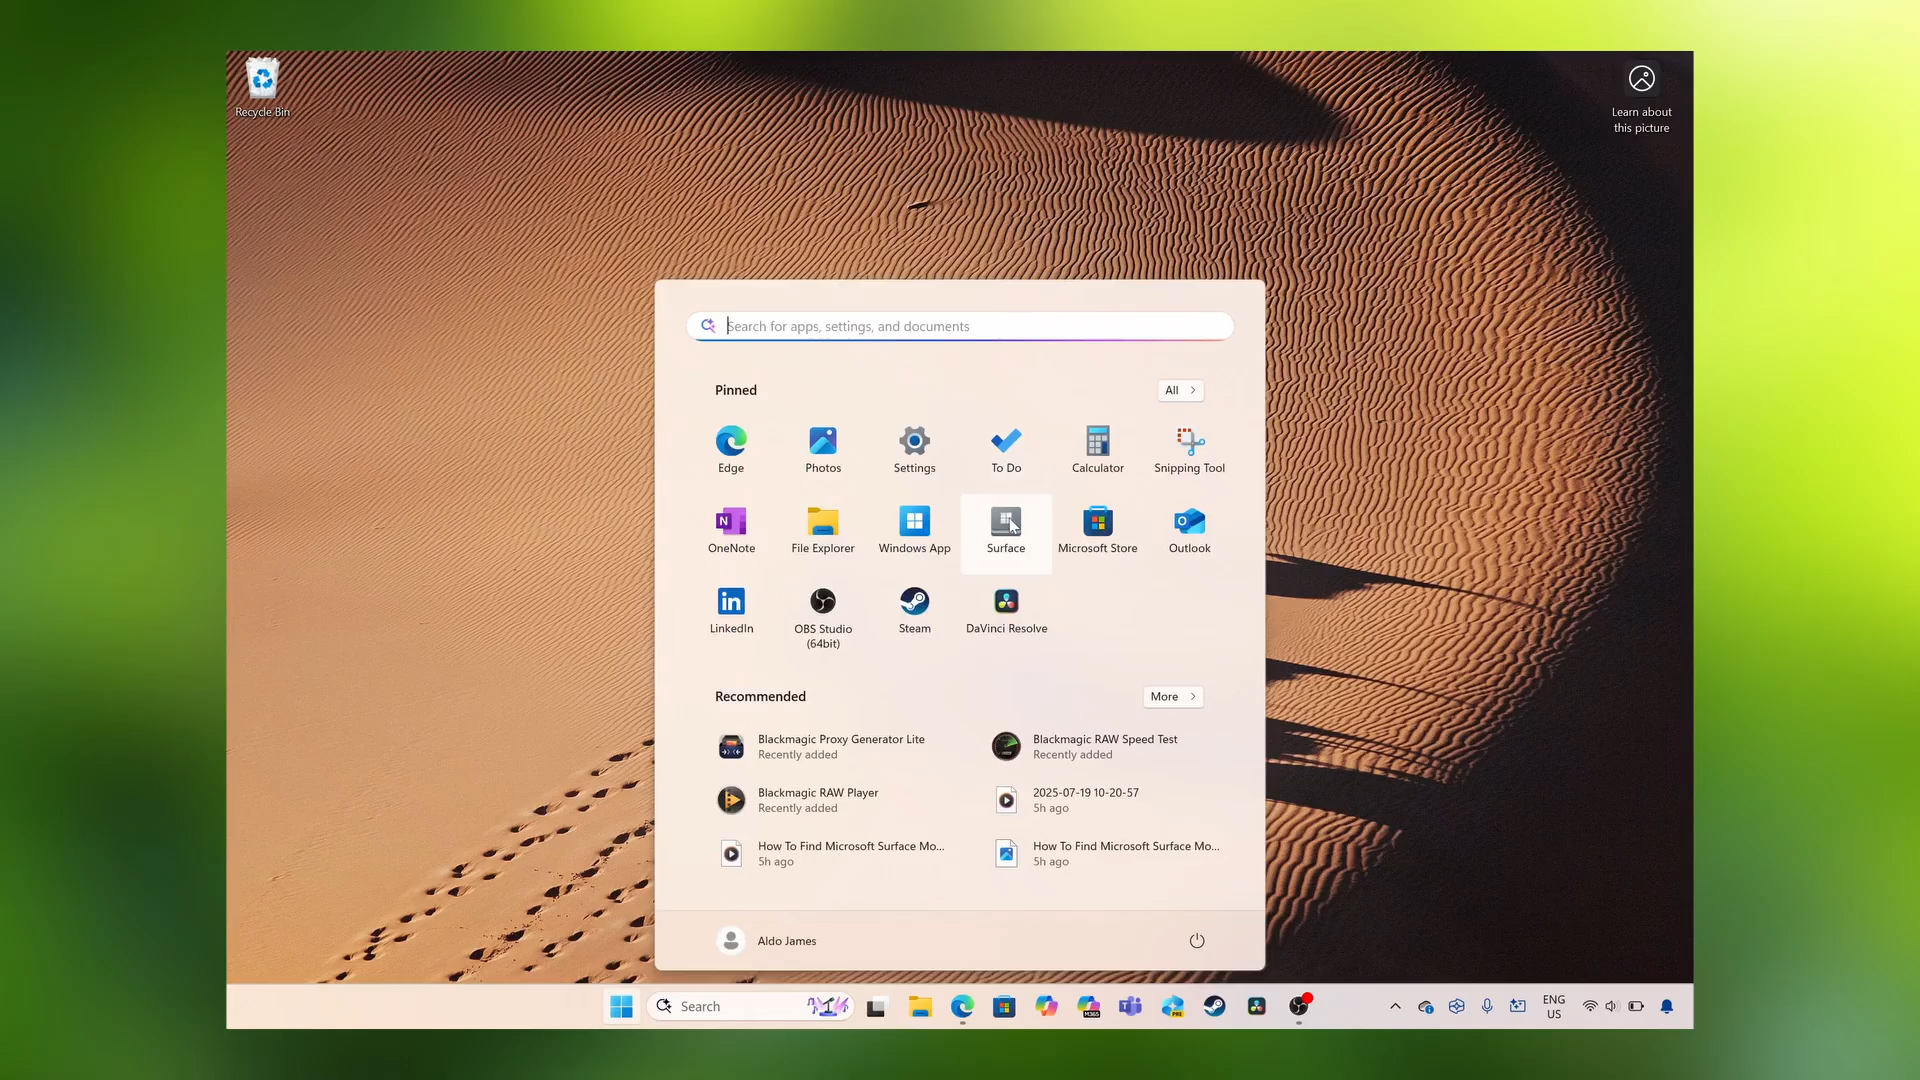 Recycle Bin
Learn about
this picture
Search for apps, settings, and documents
Pinned
All
Edge
Photos
Settings
To Do
Calculator
Snipping Tool
OneNote
File Explorer
Windows App
Surface
Microsoft Store
Outlook
LinkedIn
OBS Studio
(64bit)
Steam
DaVinci Resolve
Recommended
More
Blackmagic Proxy Generator Lite
Recently added
Blackmagic RAW Speed Test
Recently added
Blackmagic RAW Player
Recently added
2025-07-19 10-20-57
5h ago
How To Find Microsoft Surface Mo...
5h ago
How To Find Microsoft Surface Mo...
5h ago
Aldo James
Search
M365
PRE
ENG
US